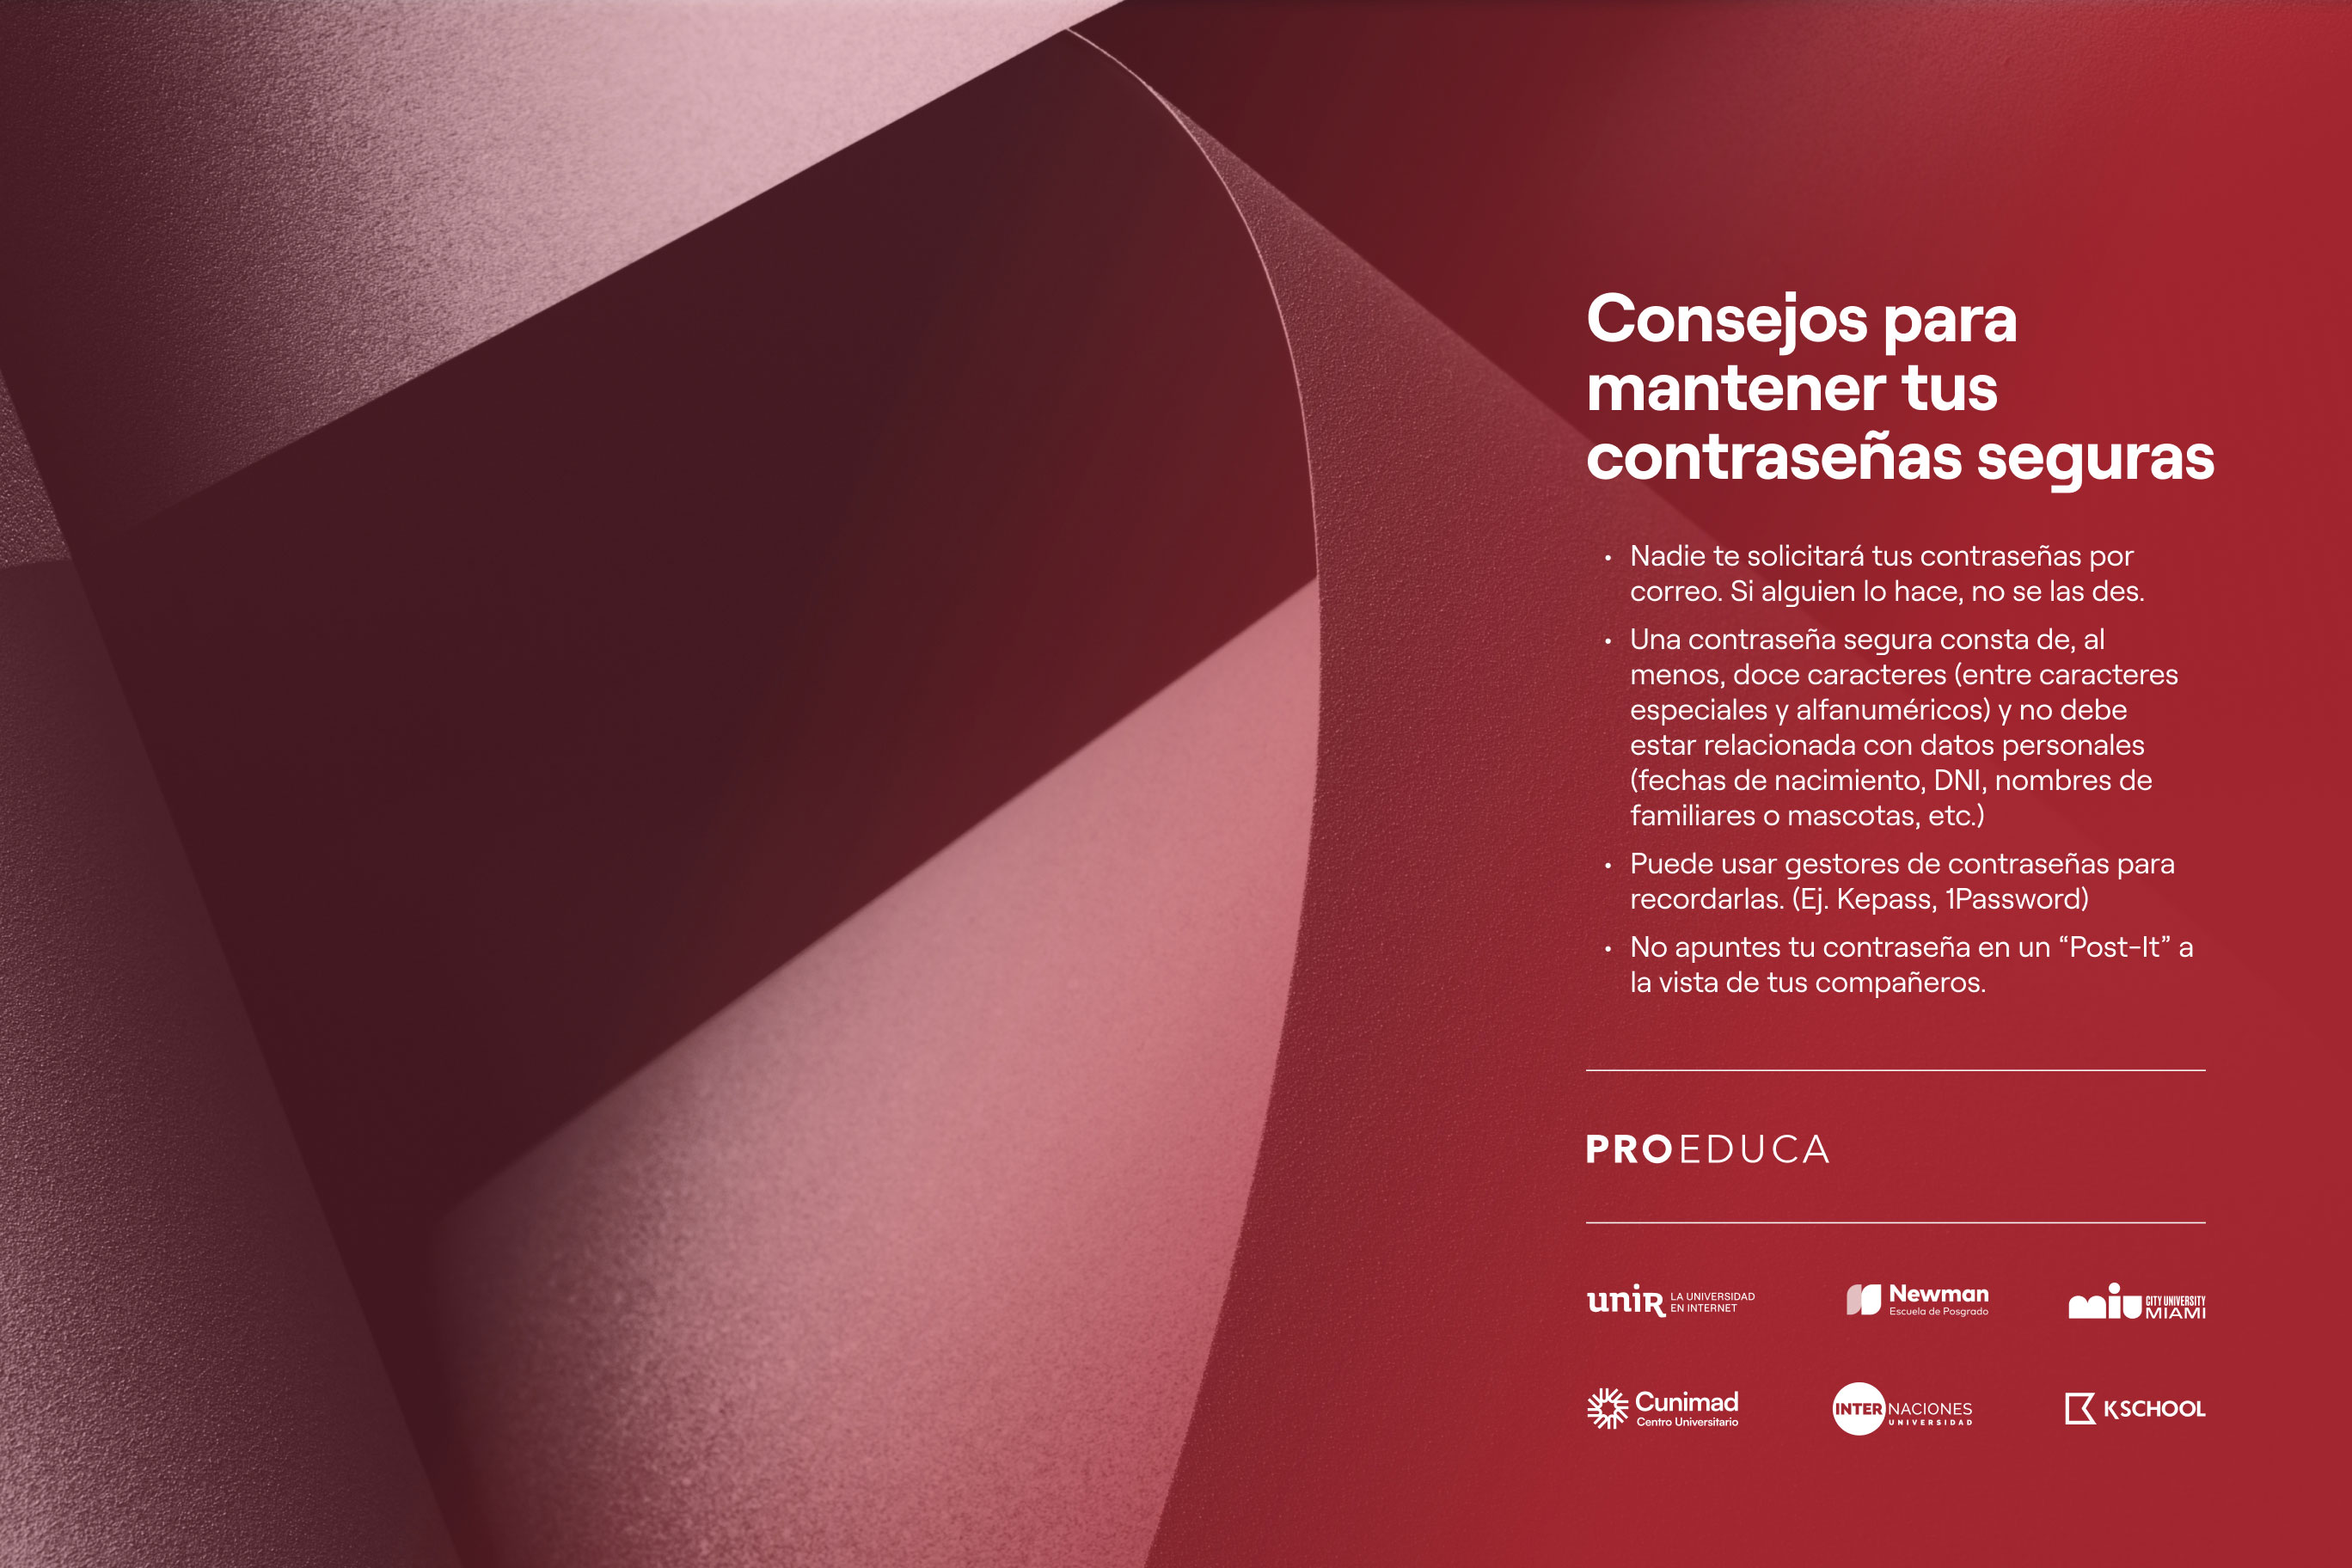 Consejos para
mantener tus
contraseñas seguras
• Nadie te solicitará tus contraseñas por
correo. Si alguien lo hace, no se las des.
• Una contraseña segura consta de, al
menos, doce caracteres (entre caracteres
especiales y alfanuméricos) y no debe
estar relacionada con datos personales
(fechas de nacimiento, DNI, nombres de
familiares o mascotas, etc.)
• Puede usar gestores de contraseñas para
recordarlas. (Ej. Kepass, 1Password)
• No apuntes tu contraseña en un “Post-It” a
la vista de tus compañeros.
PROEDUCA
unir LA UNIVERSIDAD
EN INTERNET
Newman
Escuela de Posgrado
miu CITY UNIVERSITY
MIAMI
Cunimad
Centro Universitario
INTERNACIONES
UNIVERSIDAD
KSCHOOL